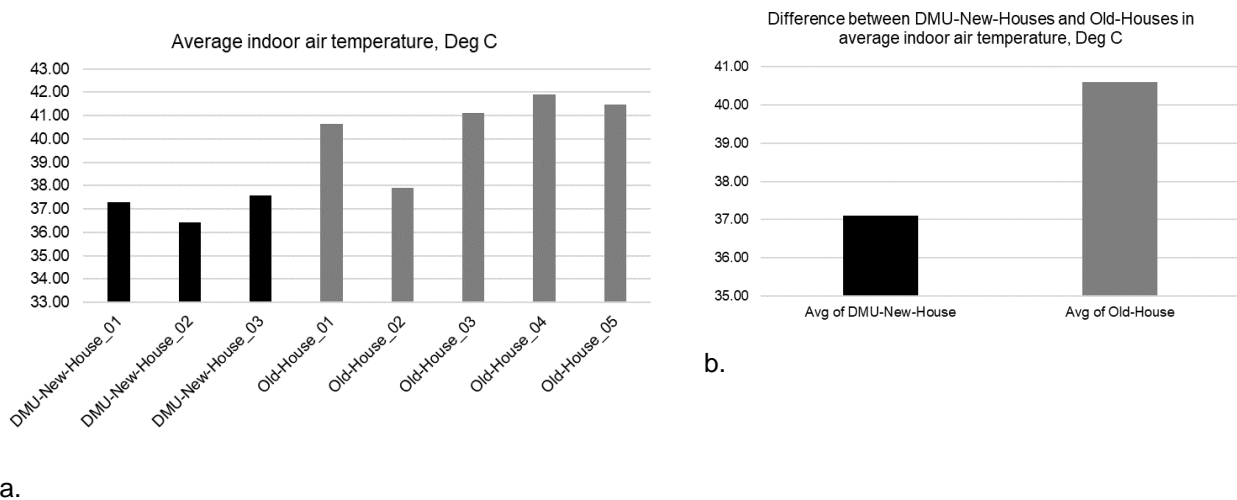 Average indoor air temperature, Deg C
43.00
42.00
41.00
40.00
39.00
38.00
37.00
36.00
35.00
34.00
33.00
DMU-New-House_01
DMU-New-House_02
DMU-New-House_03
Old-House_01
Old-House_02
Old-House_03
Old-House_04
Old-House_05
a.
Difference between DMU-New-Houses and Old-Houses in
average indoor air temperature, Deg C
41.00
40.00
39.00
38.00
37.00
36.00
35.00
Avg of DMU-New-House
Avg of Old-House
b.